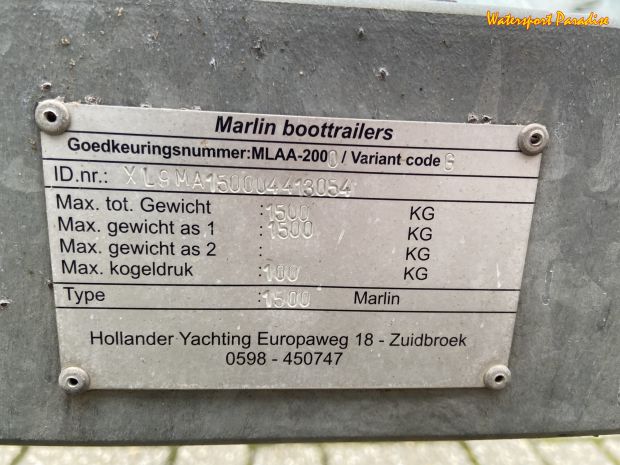 Watersport Paradise
Marlin boottrailers
Goedkeuringsnummer:MLAA-2000 / Variant code G
ID.nr.: XL9MA150004413054
Max. tot. Gewicht :1500 KG
Max. gewicht as 1 :1500 KG
Max. gewicht as 2 : KG
Max. kogeldruk :100 KG
Type :1500 Marlin
Hollander Yachting Europaweg 18 - Zuidbroek
0598 - 450747